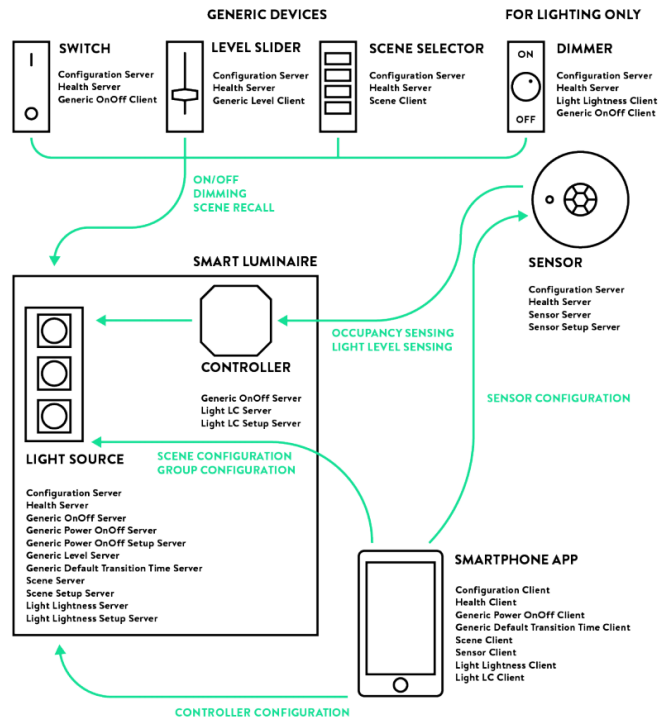 GENERIC DEVICES
FOR LIGHTING ONLY
SWITCH
Configuration Server
Health Server
Generic OnOff Client
LEVEL SLIDER
Configuration Server
Health Server
Generic Level Client
SCENE SELECTOR
Configuration Server
Health Server
Scene Client
ON
OFF
DIMMER
Configuration Server
Health Server
Light Lightness Client
Generic OnOff Client
ON/OFF
DIMMING
SCENE RECALL
SENSOR
Configuration Server
Health Server
Sensor Server
Sensor Setup Server
SMART LUMINAIRE
OCCUPANCY SENSING
LIGHT LEVEL SENSING
CONTROLLER
Generic OnOff Server
Light LC Server
Light LC Setup Server
SENSOR CONFIGURATION
LIGHT SOURCE
SCENE CONFIGURATION
GROUP CONFIGURATION
Configuration Server
Health Server
Generic OnOff Server
Generic Power OnOff Server
Generic Power OnOff Setup Server
Generic Level Server
Generic Default Transition Time Server
Scene Server
Scene Setup Server
Light Lightness Server
Light Lightness Setup Server
SMARTPHONE APP
Configuration Client
Health Client
Generic Power OnOff Client
Generic Default Transition Time Client
Scene Client
Sensor Client
Light Lightness Client
Light LC Client
CONTROLLER CONFIGURATION